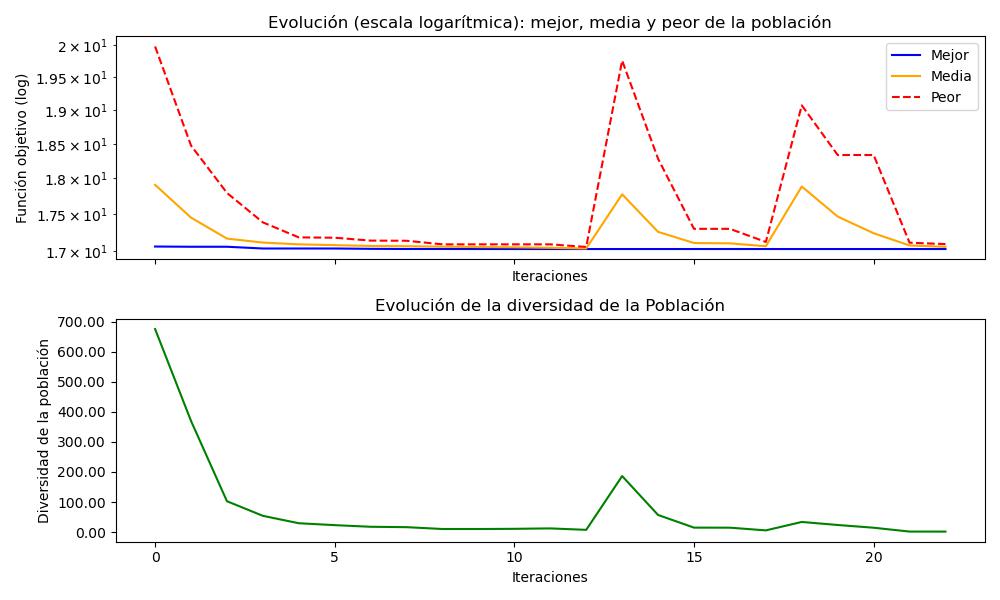 Evolución (escala logarítmica): mejor, media y peor de la población
Función objetivo (log)
2 × 10¹
1.95 × 10¹
1.9 × 10¹
1.85 × 10¹
1.8 × 10¹
1.75 × 10¹
1.7 × 10¹
Mejor
Media
Peor
Iteraciones
Evolución de la diversidad de la Población
Diversidad de la población
700.00
600.00
500.00
400.00
300.00
200.00
100.00
0.00
0 5 10 15 20
Iteraciones